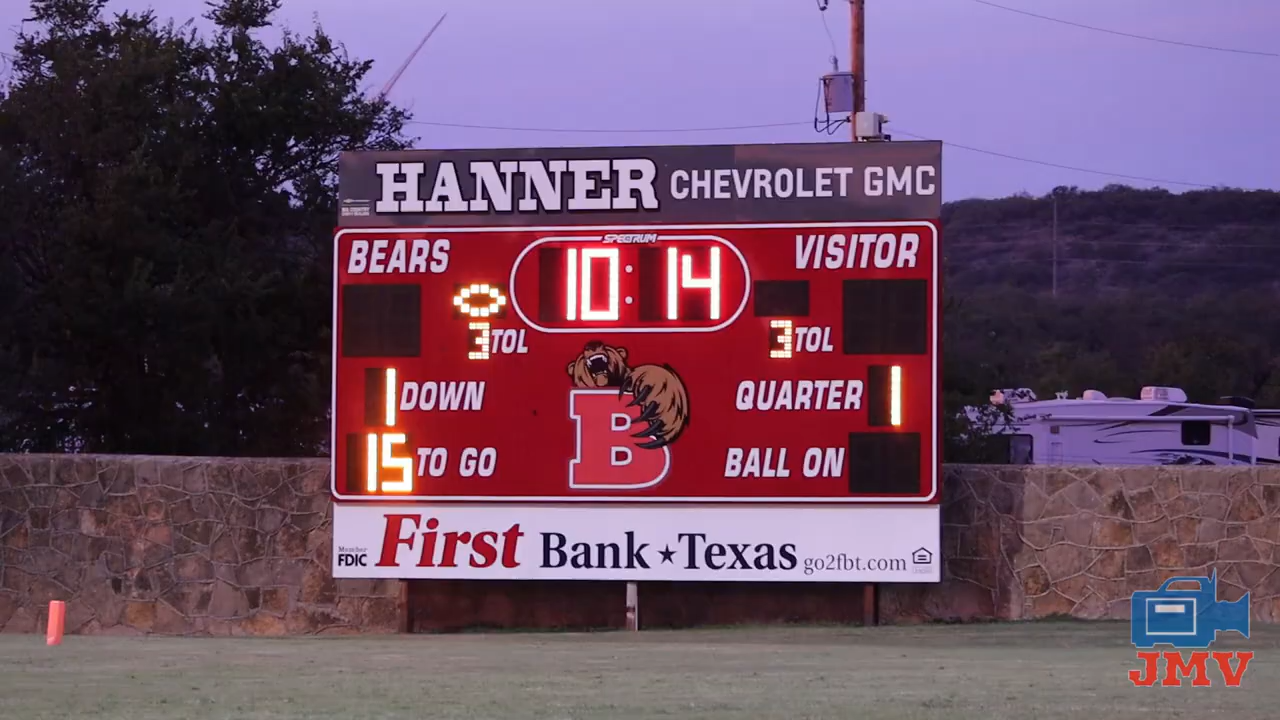 HANNER CHEVROLET GMC
BEARS
SPECTRUM
10:14
VISITOR
3 TOL
3 TOL
1 DOWN
QUARTER 1
B
15 TO GO
BALL ON
Member
FDIC
First Bank Texas go2fbt.com
JMV